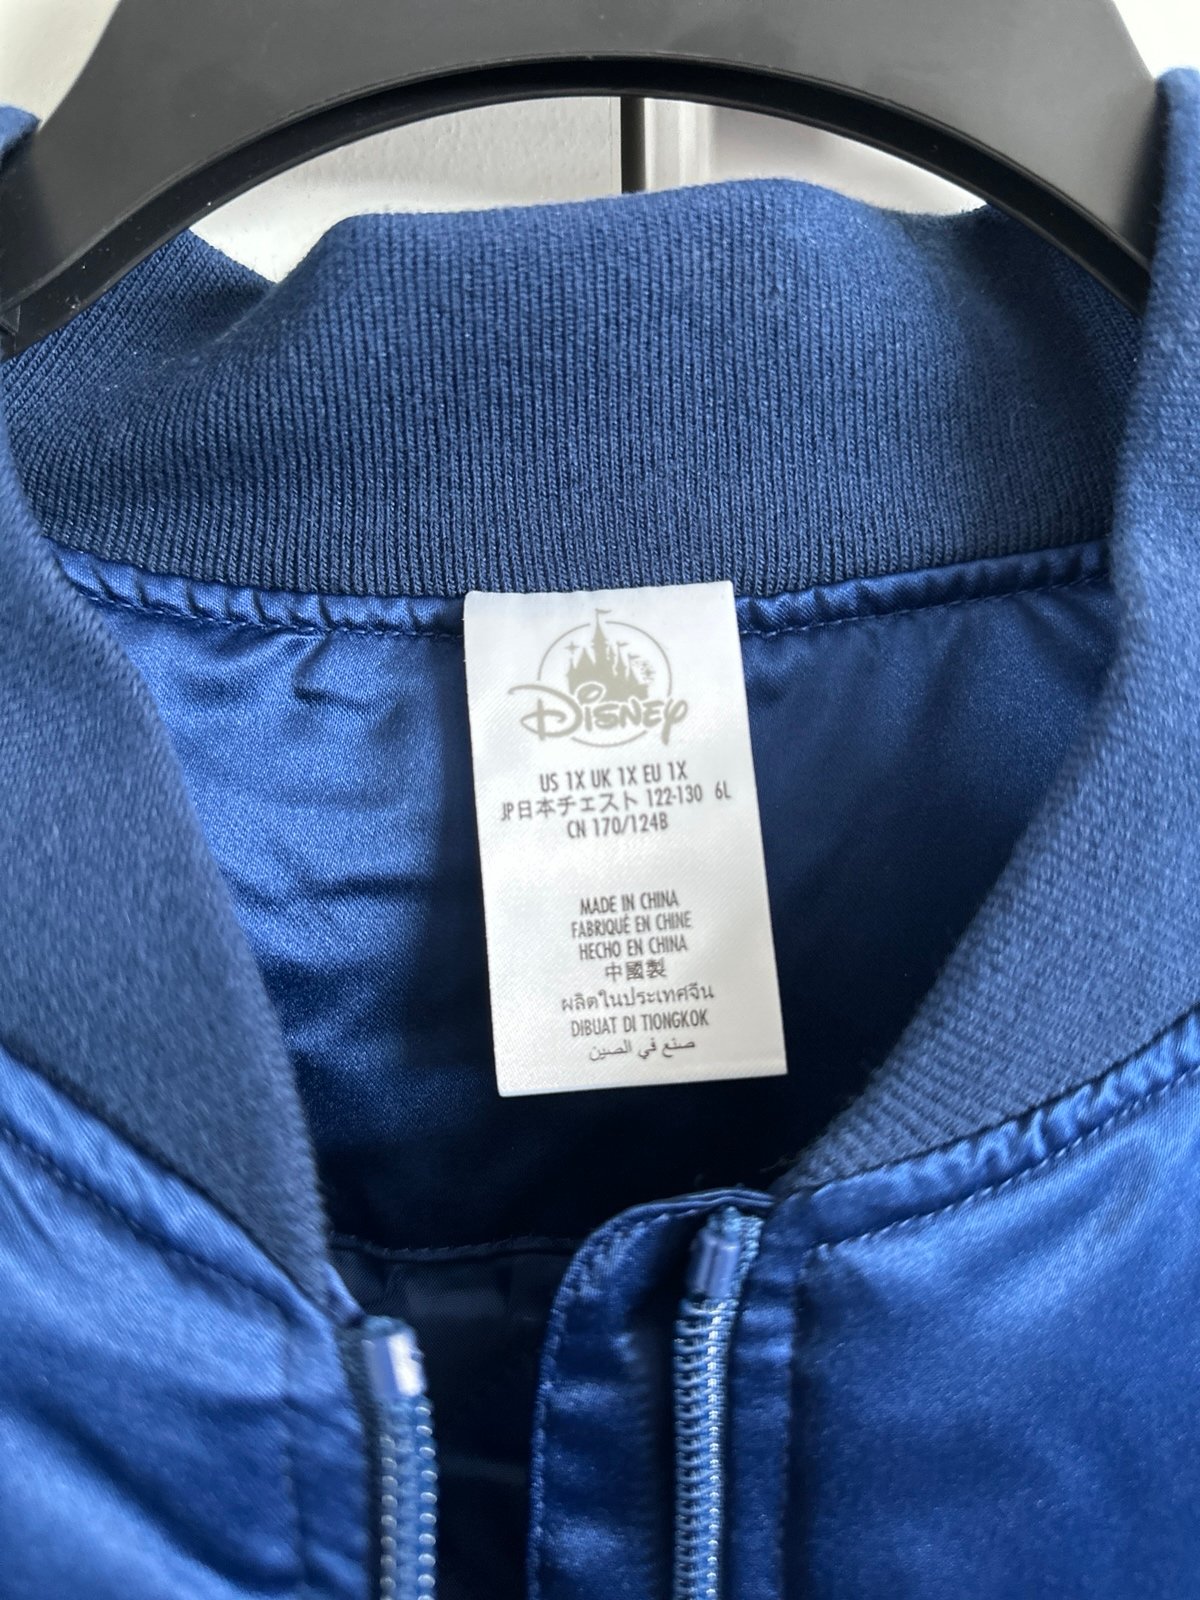 Disney
US 1X UK 1X EU 1X
JP日本チェスト 122-130 6L
CN 170/124B
MADE IN CHINA
FABRIQUÉ EN CHINE
HECHO EN CHINA
中國製
ผลิตในประเทศจีน
DIBUAT DI TIONGKOK
صنع في الصين